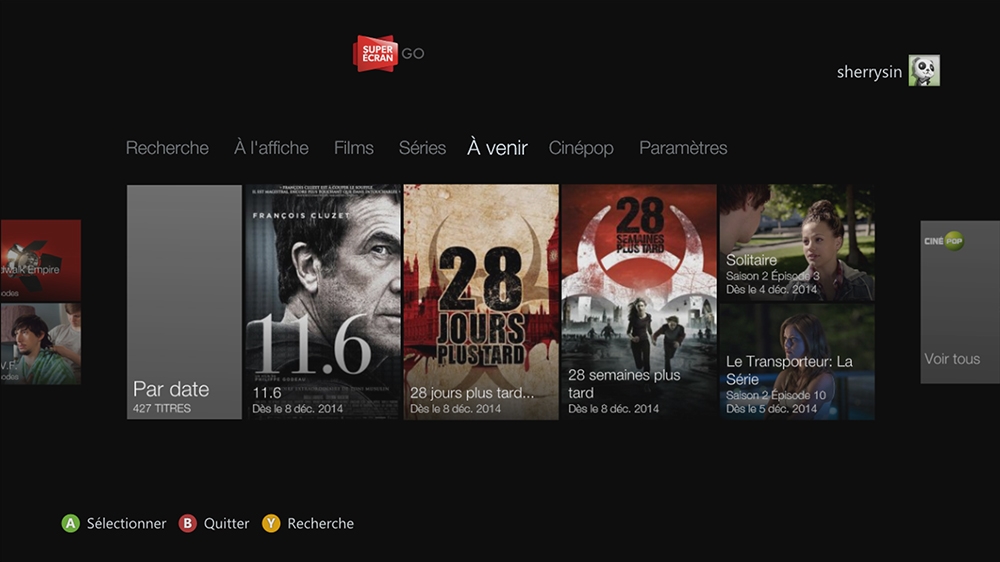 SUPER
ÉCRAN
GO
sherrysin
Recherche À l'affiche Films Séries À venir Cinépop Paramètres
dwalk Empire
odes
V.F.
odes
Par date
427 TITRES
FRANÇOIS CLUZET
11.6
PHILIPPE GODEAU
11.6
Dès le 8 déc. 2014
28
JOURS
PLUS TARD
28 jours plus tard...
Dès le 8 déc. 2014
28
SEMAINES
PLUS TARD
28 semaines plus
tard
Dès le 8 déc. 2014
Solitaire
Saison 2 Épisode 3
Dès le 4 déc. 2014
Le Transporteur: La
Série
Saison 2 Épisode 10
Dès le 5 déc. 2014
CINÉ POP
Voir tous
A Sélectionner B Quitter Y Recherche